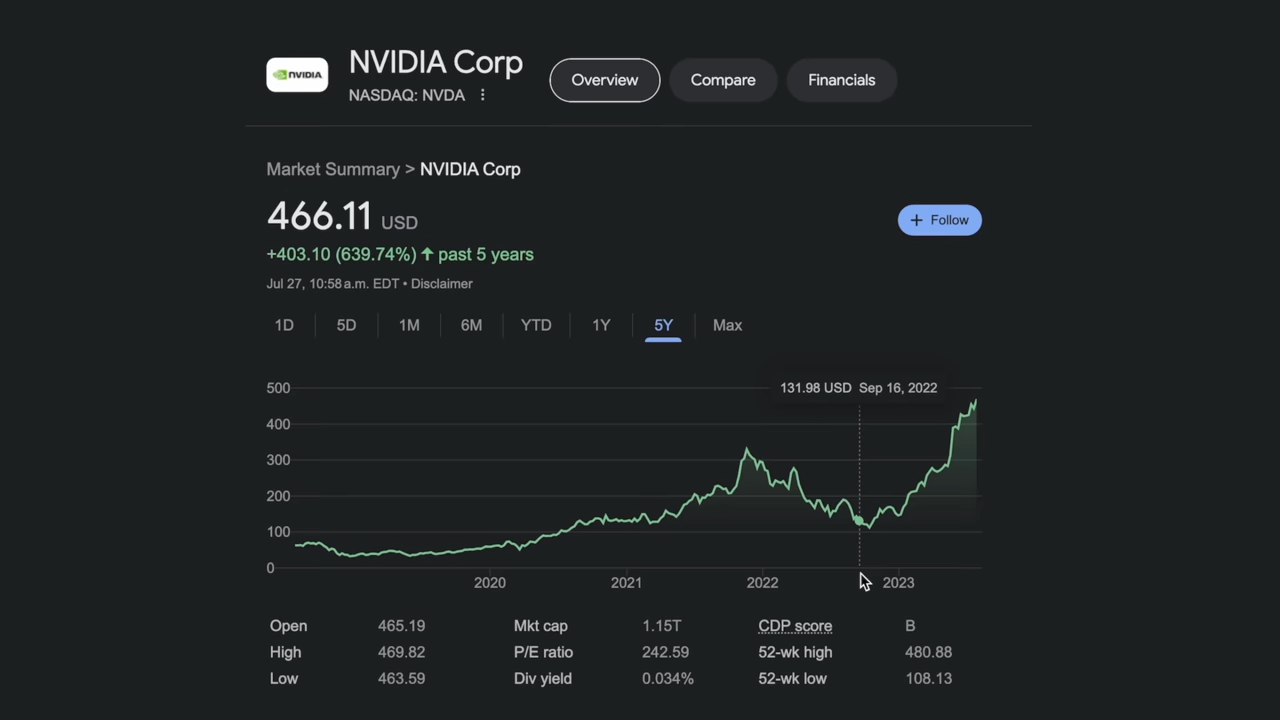 NVIDIA
NVIDIA Corp
NASDAQ: NVDA
Overview
Compare
Financials
Market Summary > NVIDIA Corp
466.11 USD
+ Follow
+403.10 (639.74%) ↑ past 5 years
Jul 27, 10:58 a.m. EDT • Disclaimer
1D 5D 1M 6M YTD 1Y 5Y Max
131.98 USD Sep 16, 2022
500
400
300
200
100
0
2020 2021 2022 2023
Open 465.19 Mkt cap 1.15T CDP score B
High 469.82 P/E ratio 242.59 52-wk high 480.88
Low 463.59 Div yield 0.034% 52-wk low 108.13